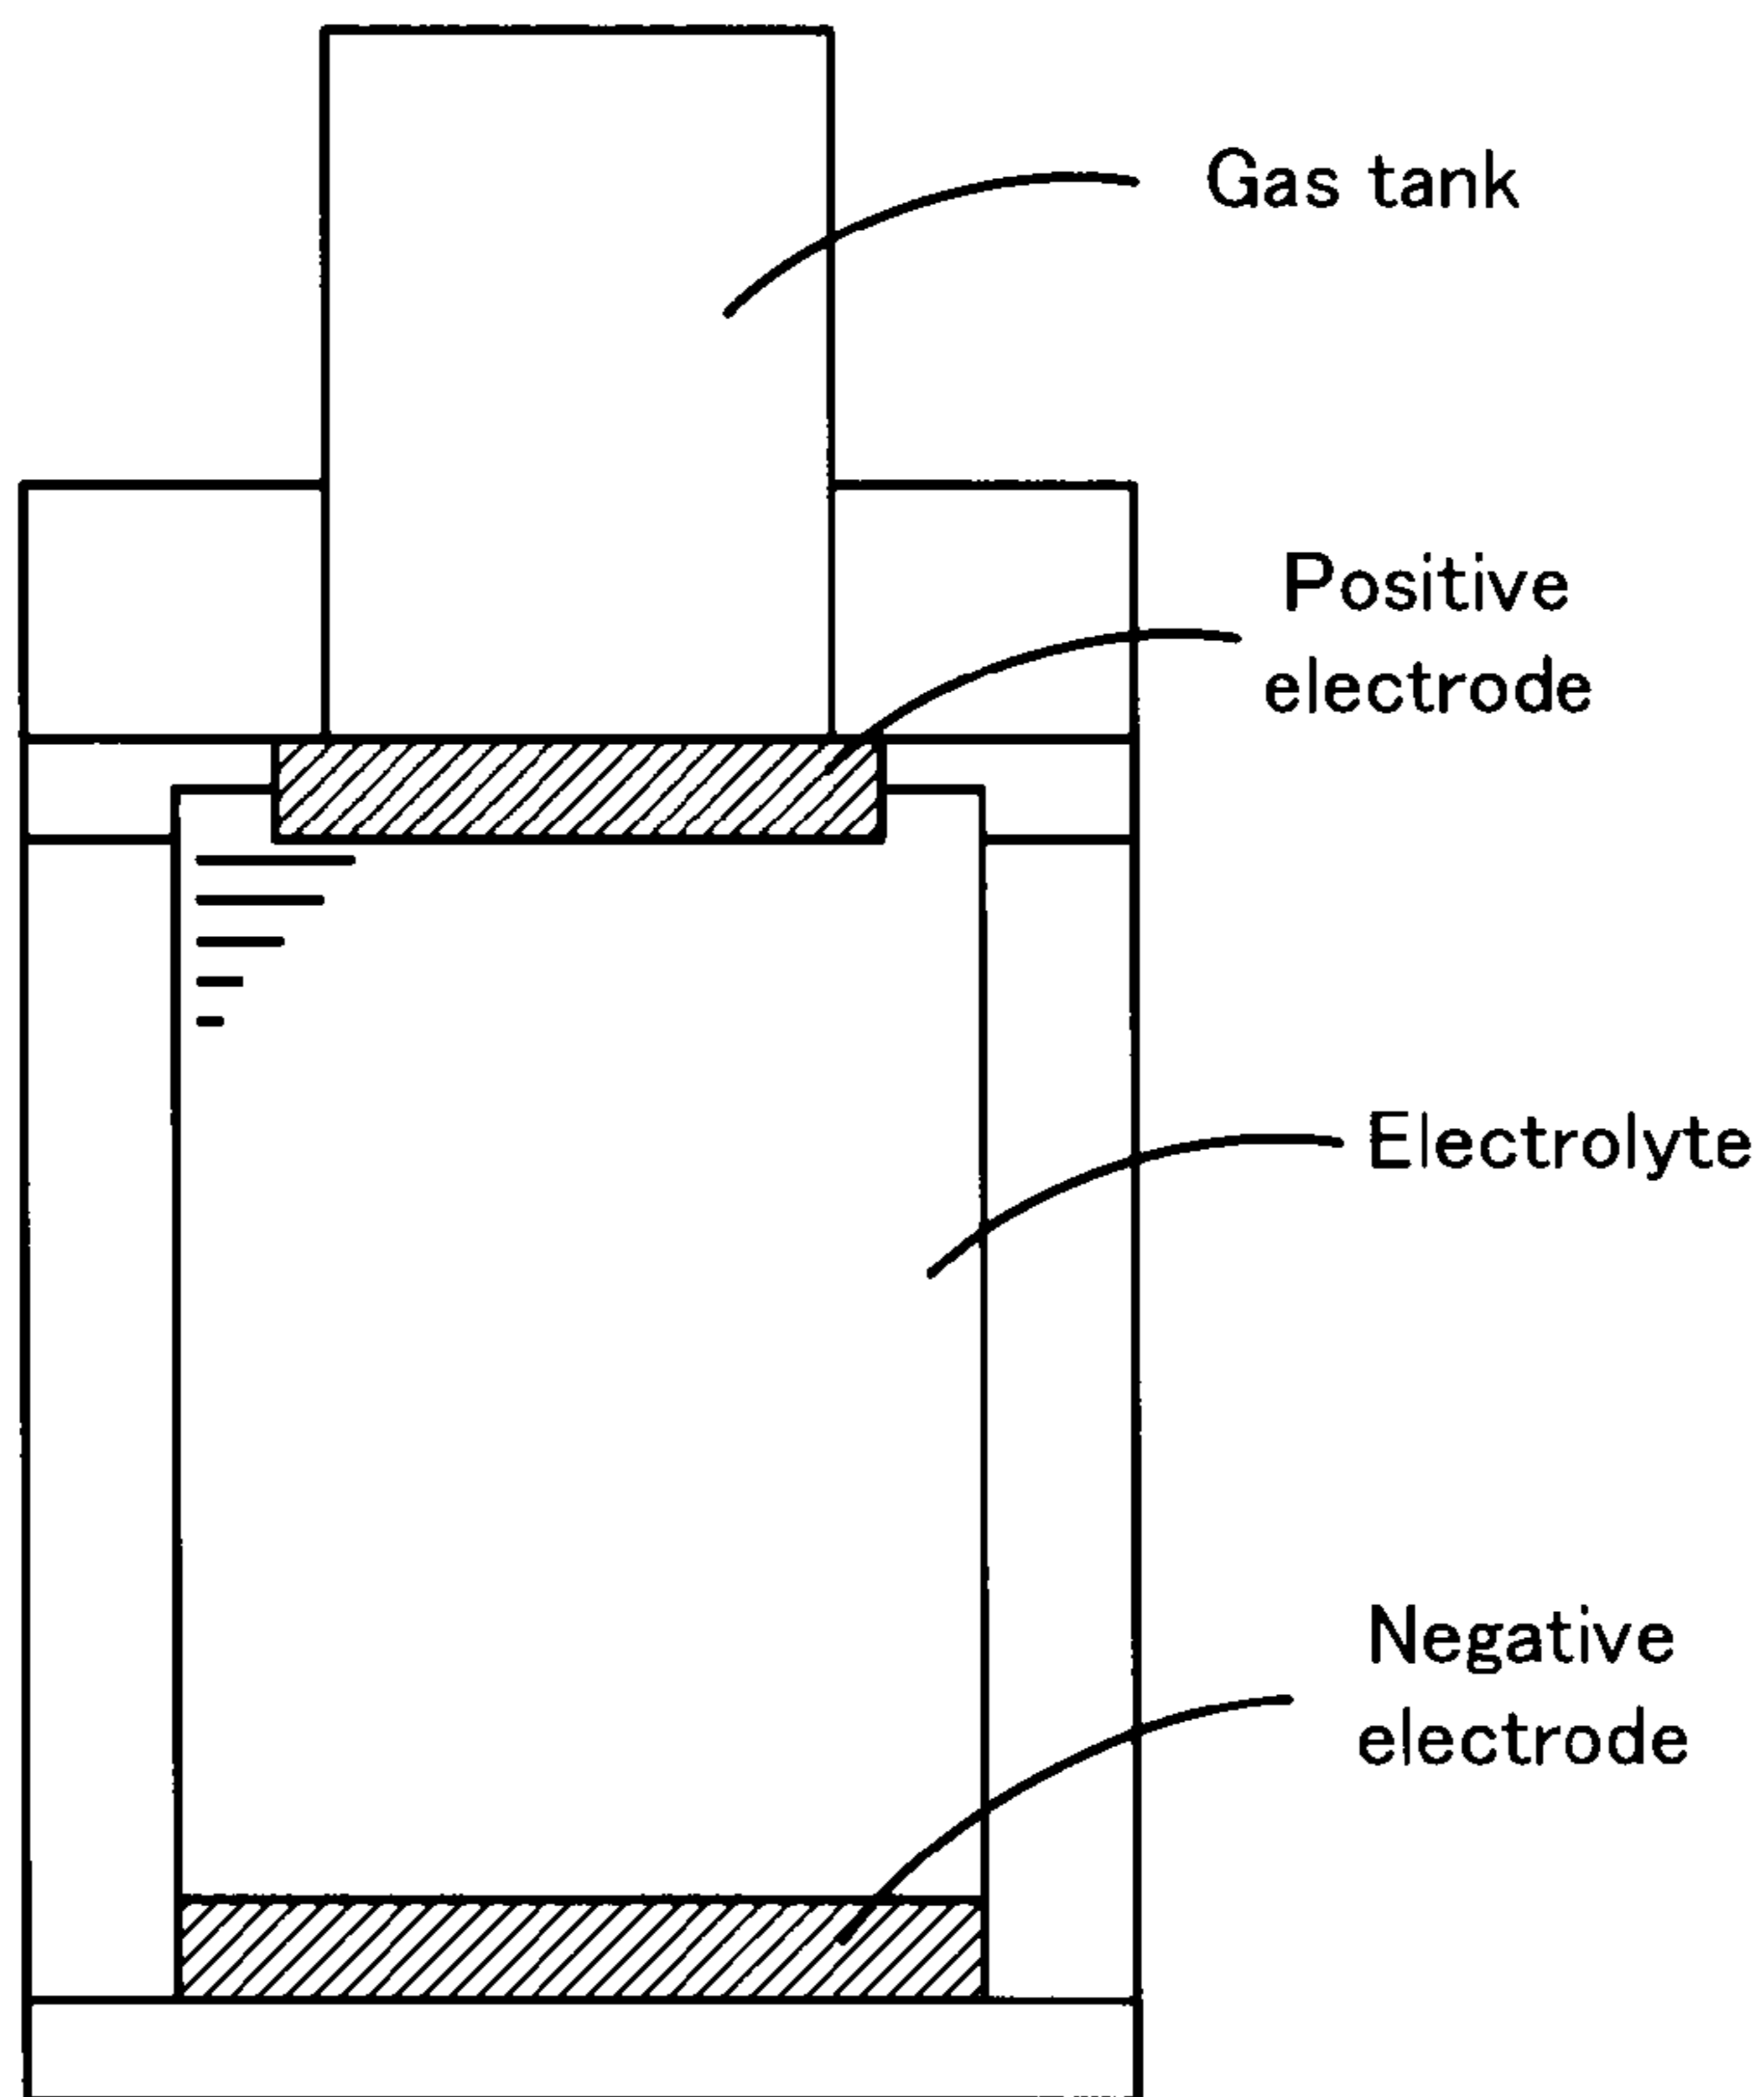 Gas tank
Positive
electrode
Electrolyte
Negative
electrode